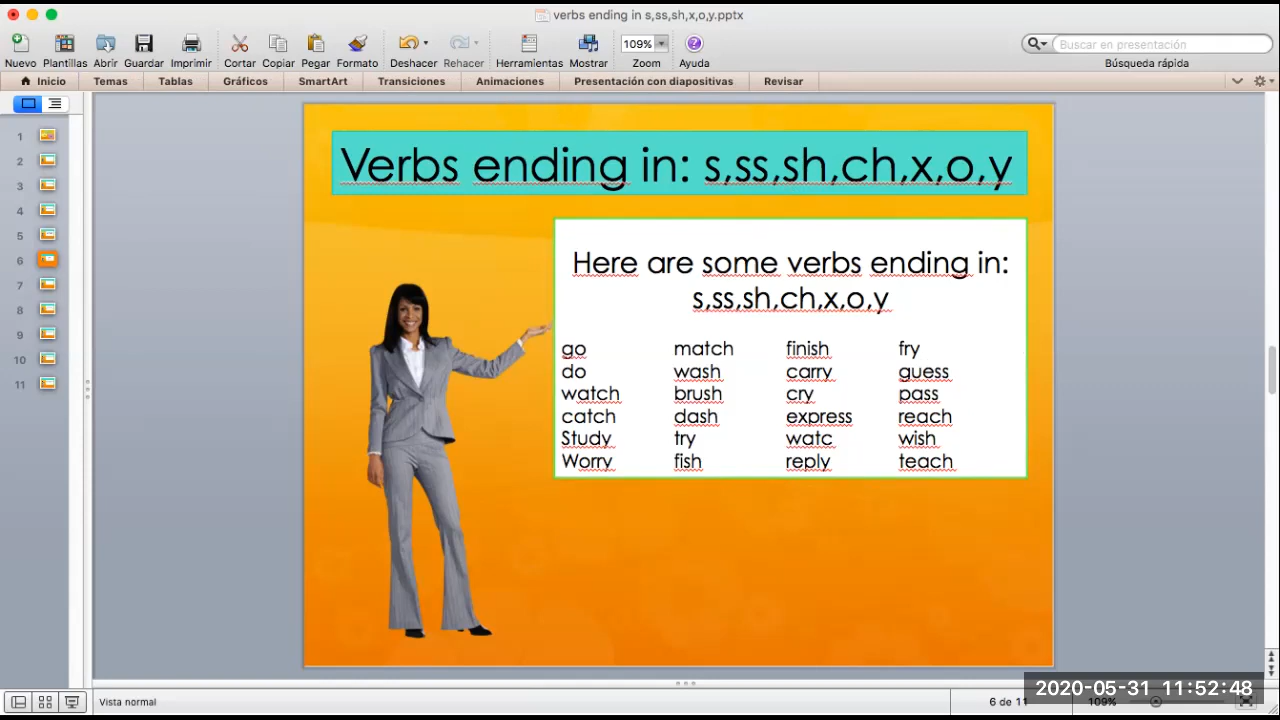 verbs ending in s,ss,sh,x,o,y.pptx
Nuevo Plantillas Abrir Guardar Imprimir Cortar Copiar Pegar Formato Deshacer Rehacer Herramientas Mostrar 109% Zoom Ayuda Buscar en presentación
Búsqueda rápida
Inicio Temas Tablas Gráficos SmartArt Transiciones Animaciones Presentación con diapositivas Revisar
1
2
3
4
5
6
7
8
9
10
11
Verbs ending in: s,ss,sh,ch,x,o,y
Here are some verbs ending in:
s,ss,sh,ch,x,o,y
go match finish fry
do wash carry guess
watch brush cry pass
catch dash express reach
Study try watc wish
Worry fish reply teach
2020-05-31 11:52:48
Vista normal 6 de 11 109%